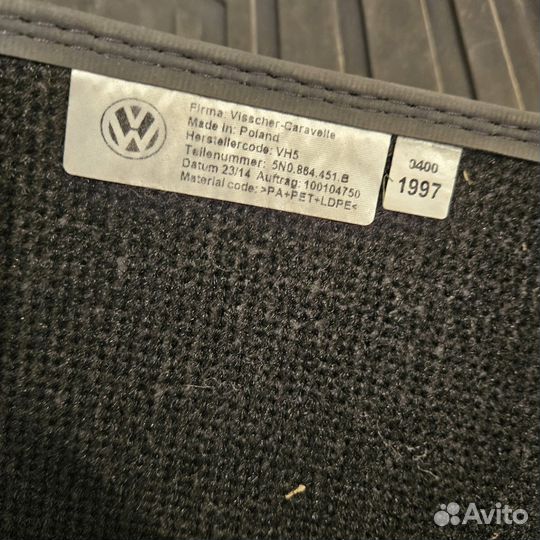 Firma: Visscher-Caravelle
Made in: Poland
Herstellercode: VH5
Teilenummer: 5N0.864.451.B
Datum 23/14 Auftrag: 100104750
Material code: >PA+PET+LDPE<
0400
1997
Avito